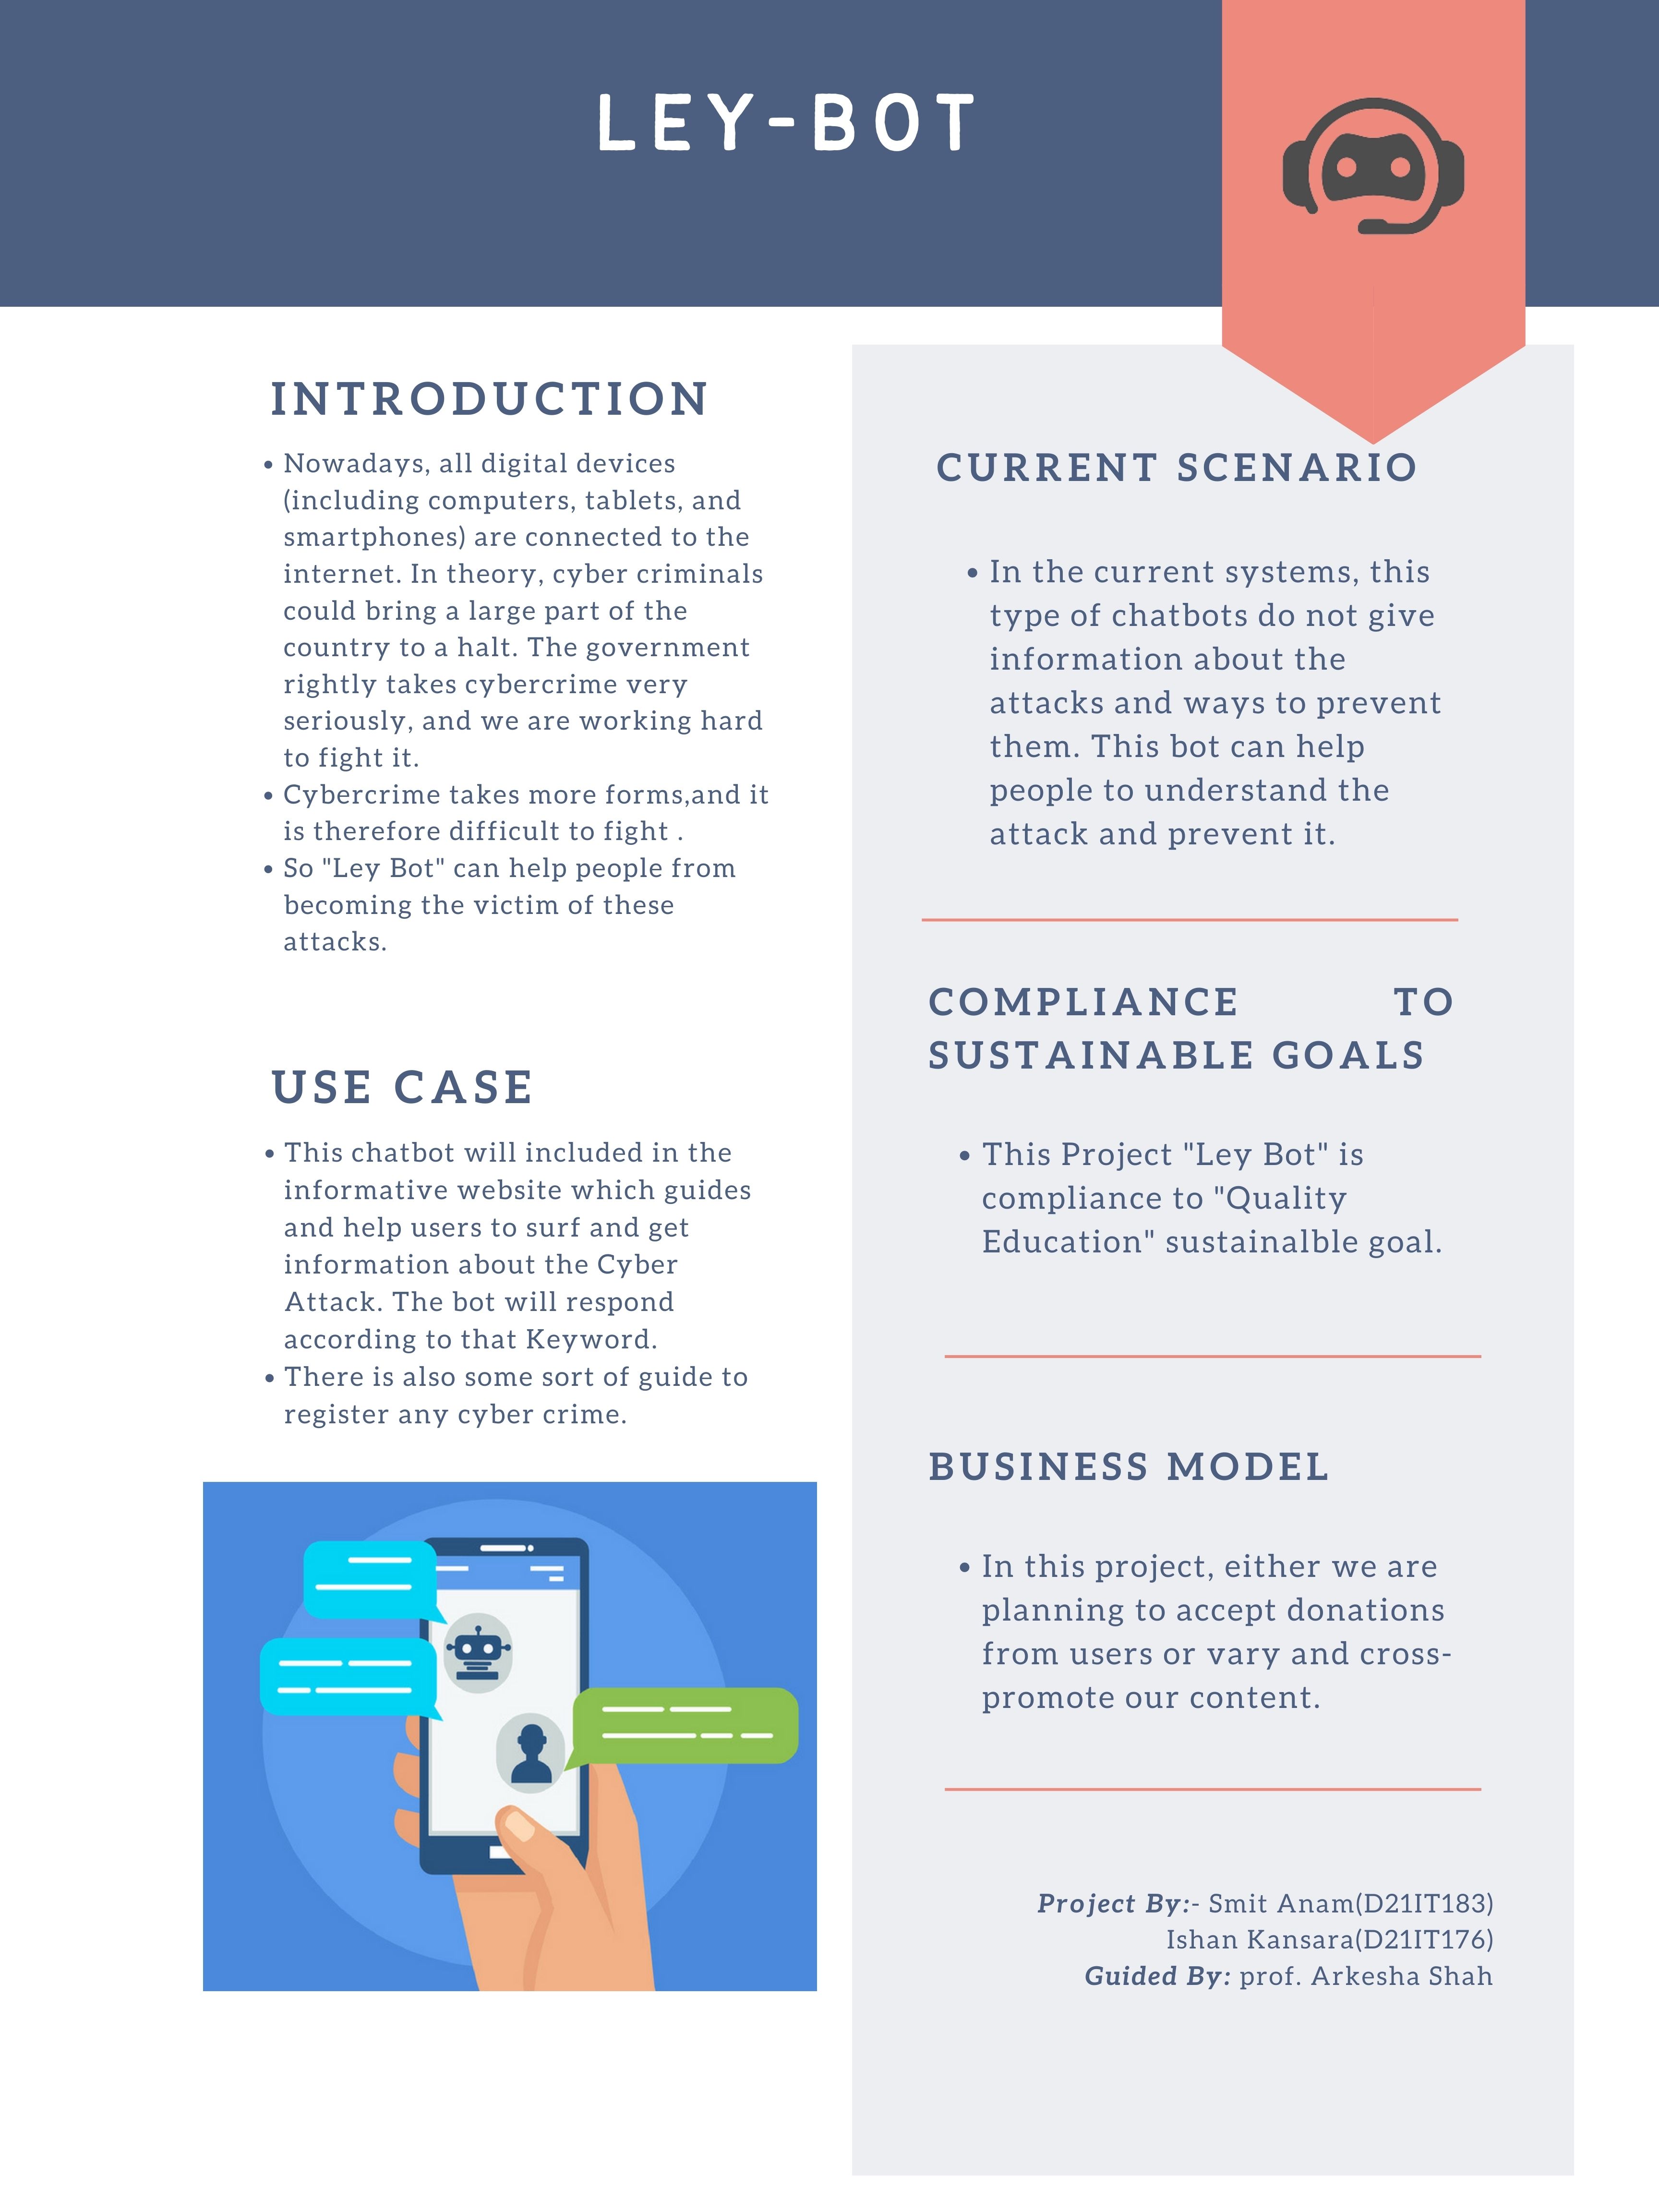 LEY-BOT
INTRODUCTION
• Nowadays, all digital devices
(including computers, tablets, and
smartphones) are connected to the
internet. In theory, cyber criminals
could bring a large part of the
country to a halt. The government
rightly takes cybercrime very
seriously, and we are working hard
to fight it.
• Cybercrime takes more forms,and it
is therefore difficult to fight .
• So "Ley Bot" can help people from
becoming the victim of these
attacks.
USE CASE
• This chatbot will included in the
informative website which guides
and help users to surf and get
information about the Cyber
Attack. The bot will respond
according to that Keyword.
• There is also some sort of guide to
register any cyber crime.
CURRENT SCENARIO
• In the current systems, this
type of chatbots do not give
information about the
attacks and ways to prevent
them. This bot can help
people to understand the
attack and prevent it.
COMPLIANCE TO
SUSTAINABLE GOALS
• This Project "Ley Bot" is
compliance to "Quality
Education" sustainalble goal.
BUSINESS MODEL
• In this project, either we are
planning to accept donations
from users or vary and cross-
promote our content.
Project By:- Smit Anam(D21IT183)
Ishan Kansara(D21IT176)
Guided By: prof. Arkesha Shah